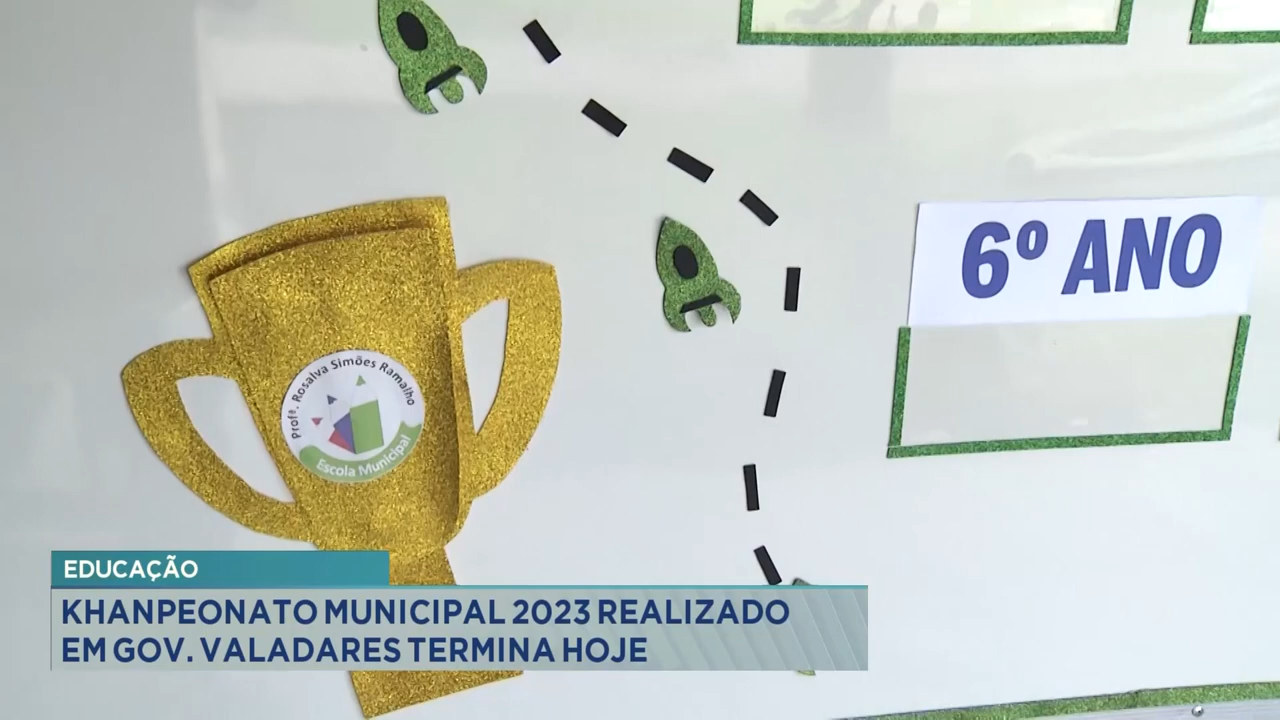 6º ANO
Profª. Rosalva Simões Ramalho
Escola Municipal
EDUCAÇÃO
KHANPEONATO MUNICIPAL 2023 REALIZADO
EM GOV. VALADARES TERMINA HOJE